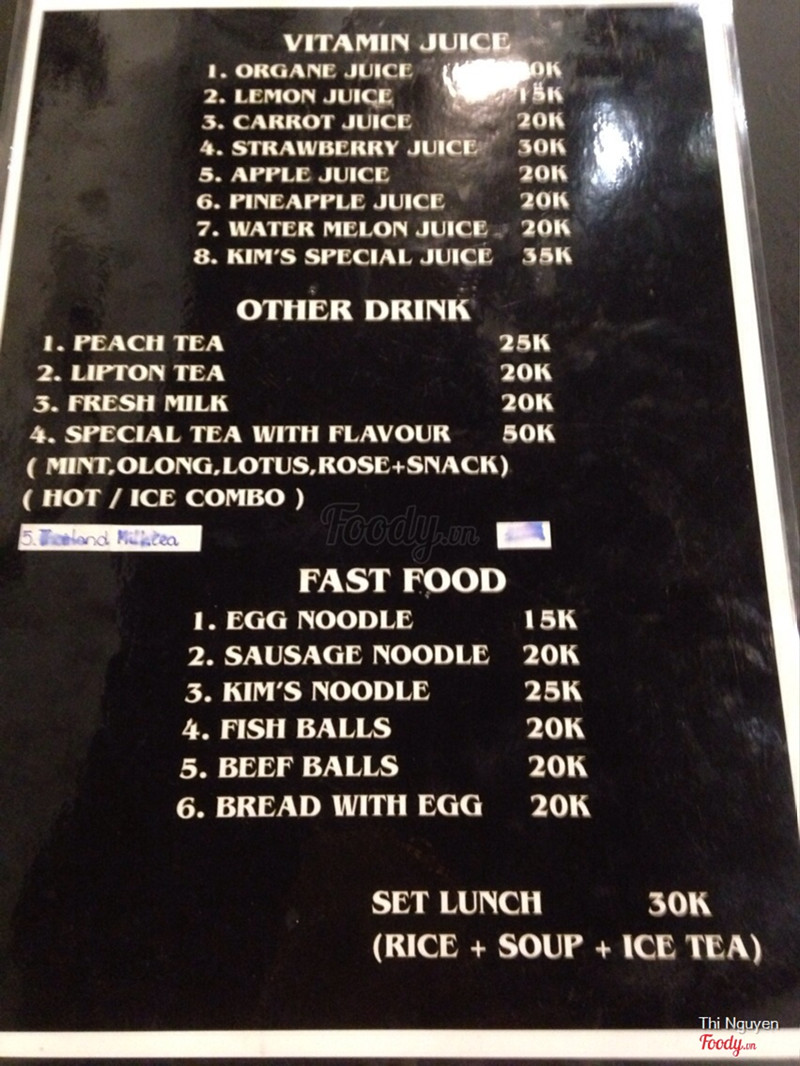 VITAMIN JUICE
1. ORGANE JUICE
2. LEMON JUICE 15K
3. CARROT JUICE 20K
4. STRAWBERRY JUICE 30K
5. APPLE JUICE 20K
6. PINEAPPLE JUICE 20K
7. WATER MELON JUICE 20K
8. KIM'S SPECIAL JUICE 35K
OTHER DRINK
1. PEACH TEA 25K
2. LIPTON TEA 20K
3. FRESH MILK 20K
4. SPECIAL TEA WITH FLAVOUR 50K
( MINT,OLONG,LOTUS,ROSE+SNACK)
( HOT / ICE COMBO )
Foody.vn
5. Milktea
FAST FOOD
1. EGG NOODLE 15K
2. SAUSAGE NOODLE 20K
3. KIM'S NOODLE 25K
4. FISH BALLS 20K
5. BEEF BALLS 20K
6. BREAD WITH EGG 20K
SET LUNCH 30K
(RICE + SOUP + ICE TEA)
Thi Nguyen
Foody.vn